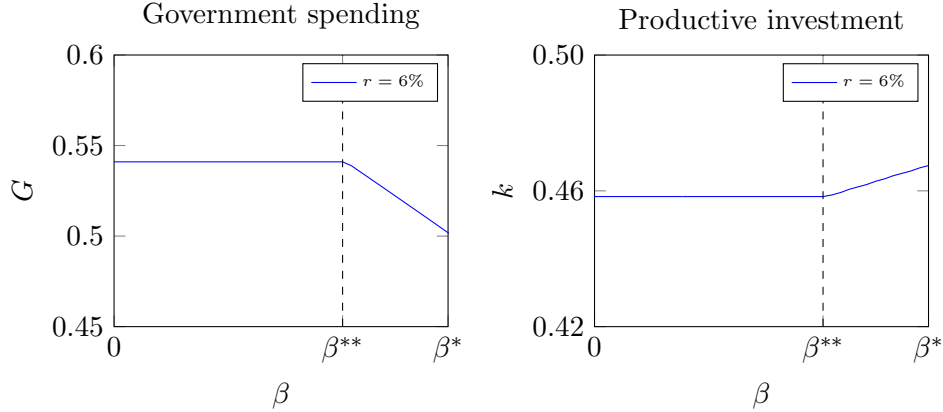 Government spending
0.6
0.55
0.5
0.45
G
r = 6%
0
β**
β*
β
Productive investment
0.50
0.46
0.42
k
r = 6%
0
β**
β*
β